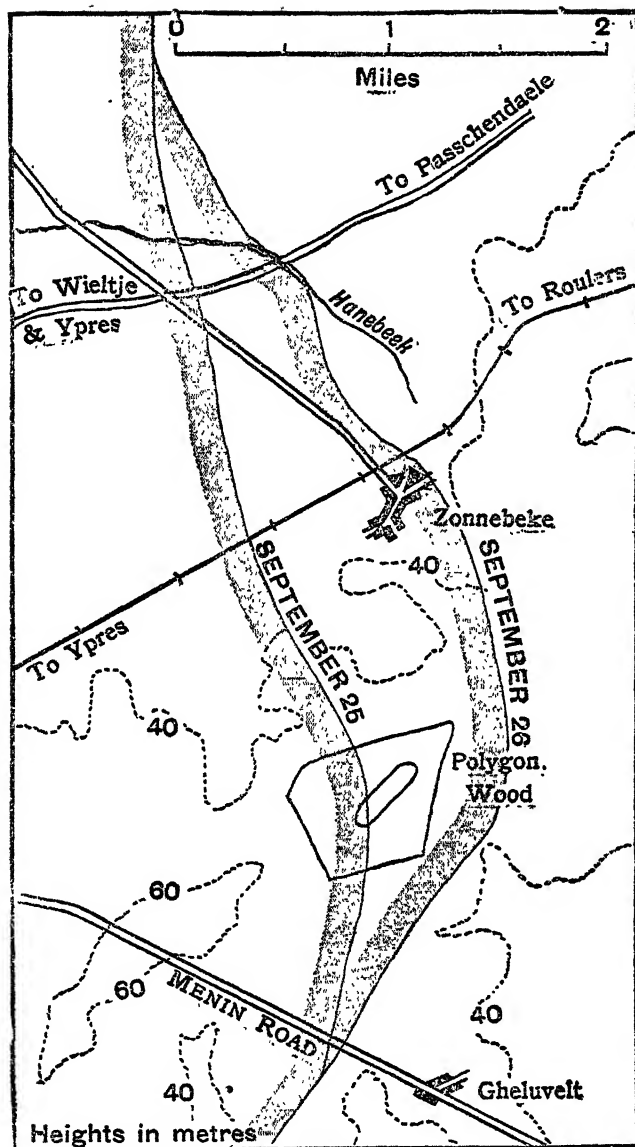 0 1 2
Miles
To Passchendaele
To Wieltje
& Ypres
To Roulers
Hanebeek
Zonnebeke
40
SEPTEMBER 25
SEPTEMBER 26
To Ypres
40
Polygon
Wood
60
60
MENIN ROAD
40
40
Gheluvelt
Heights in metres